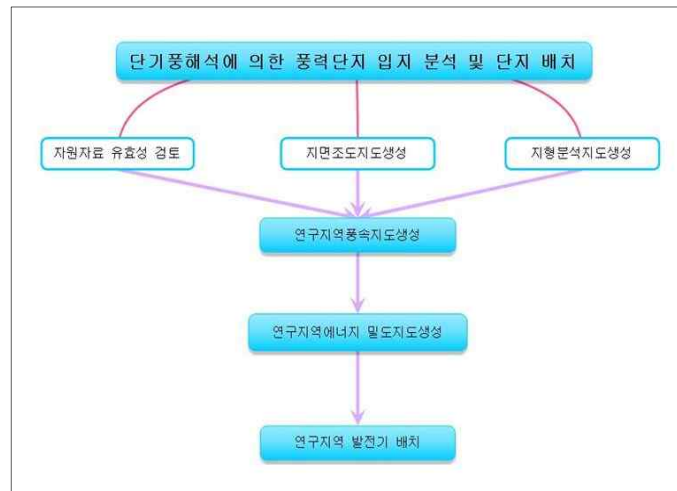 단기풍해석에 의한 풍력단지 입지 분석 및 단지 배치
자원자료 유효성 검토
지면조도지도생성
지형분석지도생성
연구지역풍속지도생성
연구지역에너지 밀도지도생성
연구지역 발전기 배치